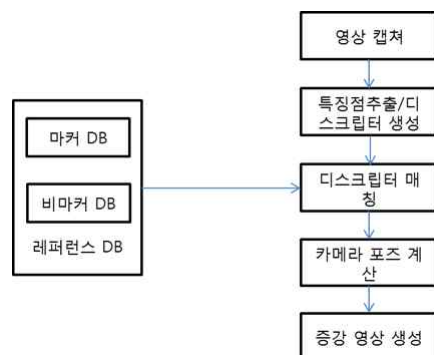 영상 캡쳐
특징점추출/디
스크립터 생성
마커 DB
비마커 DB
레퍼런스 DB
디스크립터 매
칭
카메라 포즈 계
산
증강 영상 생성